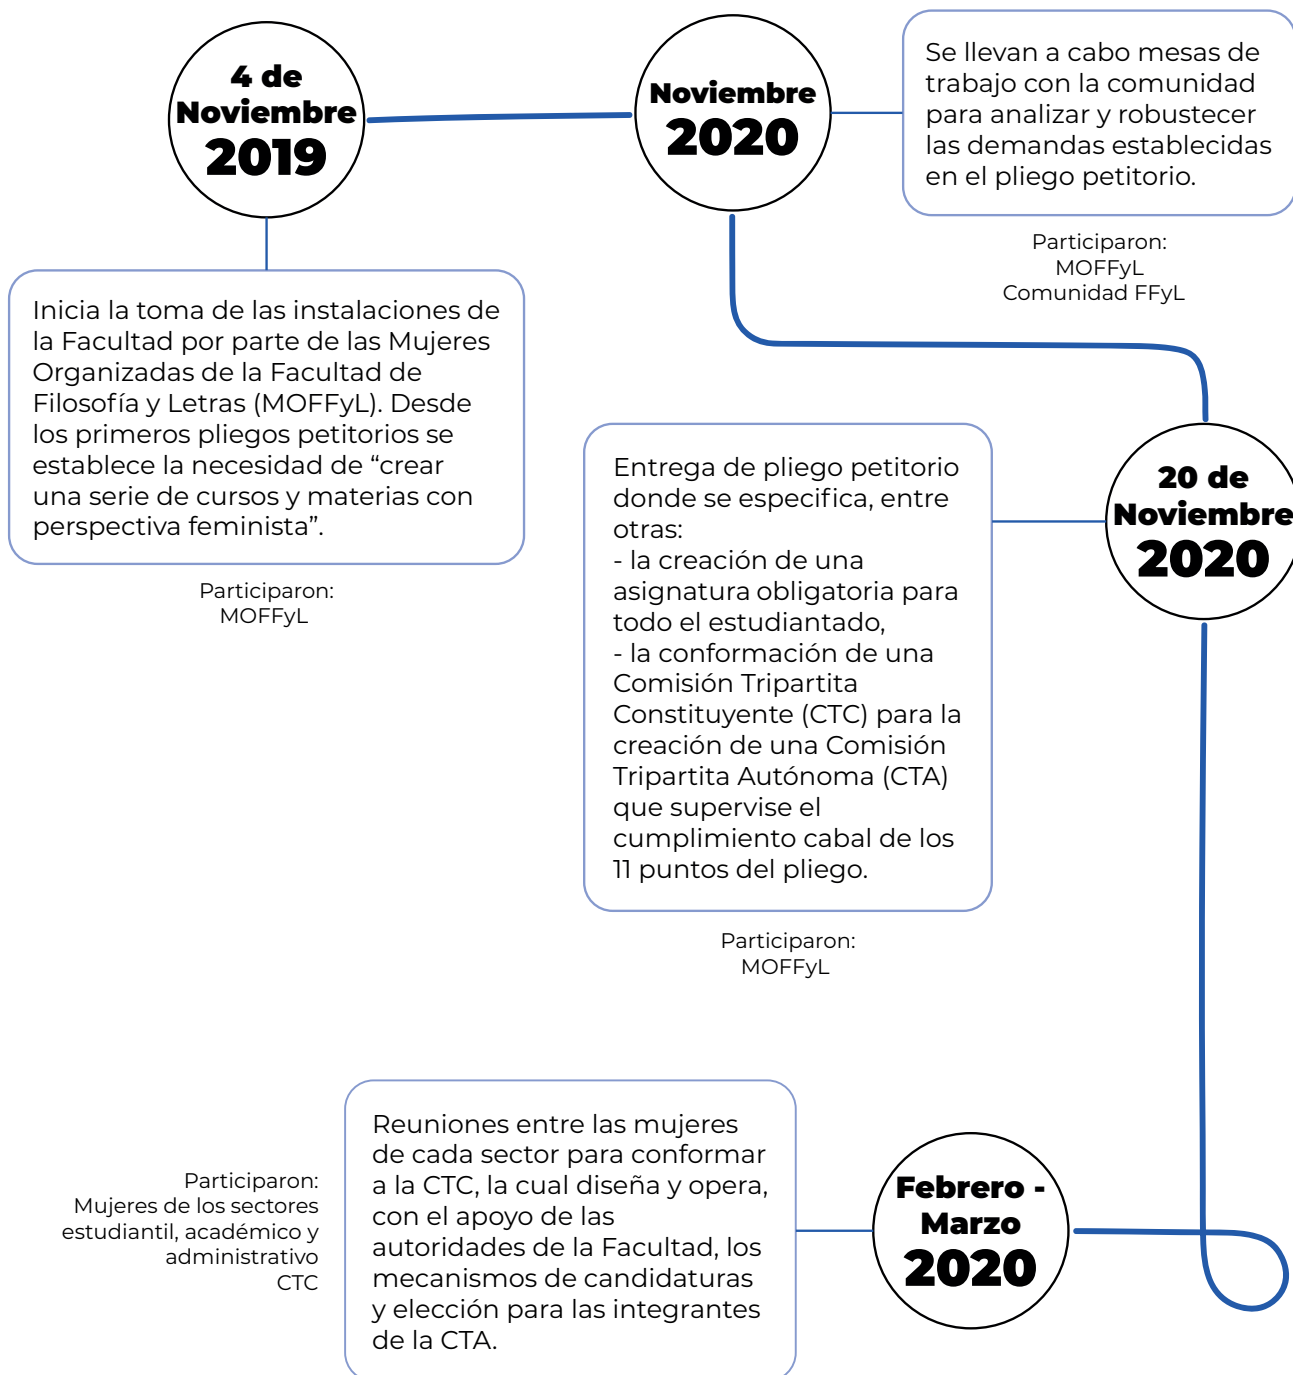 4 de
Noviembre
2019
Inicia la toma de las instalaciones de
la Facultad por parte de las Mujeres
Organizadas de la Facultad de
Filosofía y Letras (MOFFyL). Desde
los primeros pliegos petitorios se
establece la necesidad de “crear
una serie de cursos y materias con
perspectiva feminista”.
Participaron:
MOFFyL
Noviembre
2020
Se llevan a cabo mesas de
trabajo con la comunidad
para analizar y robustecer
las demandas establecidas
en el pliego petitorio.
Participaron:
MOFFyL
Comunidad FFyL
20 de
Noviembre
2020
Entrega de pliego petitorio
donde se especifica, entre
otras:
- la creación de una
asignatura obligatoria para
todo el estudiantado,
- la conformación de una
Comisión Tripartita
Constituyente (CTC) para la
creación de una Comisión
Tripartita Autónoma (CTA)
que supervise el
cumplimiento cabal de los
11 puntos del pliego.
Participaron:
MOFFyL
Febrero -
Marzo
2020
Reuniones entre las mujeres
de cada sector para conformar
a la CTC, la cual diseña y opera,
con el apoyo de las
autoridades de la Facultad, los
mecanismos de candidaturas
y elección para las integrantes
de la CTA.
Participaron:
Mujeres de los sectores
estudiantil, académico y
administrativo
CTC